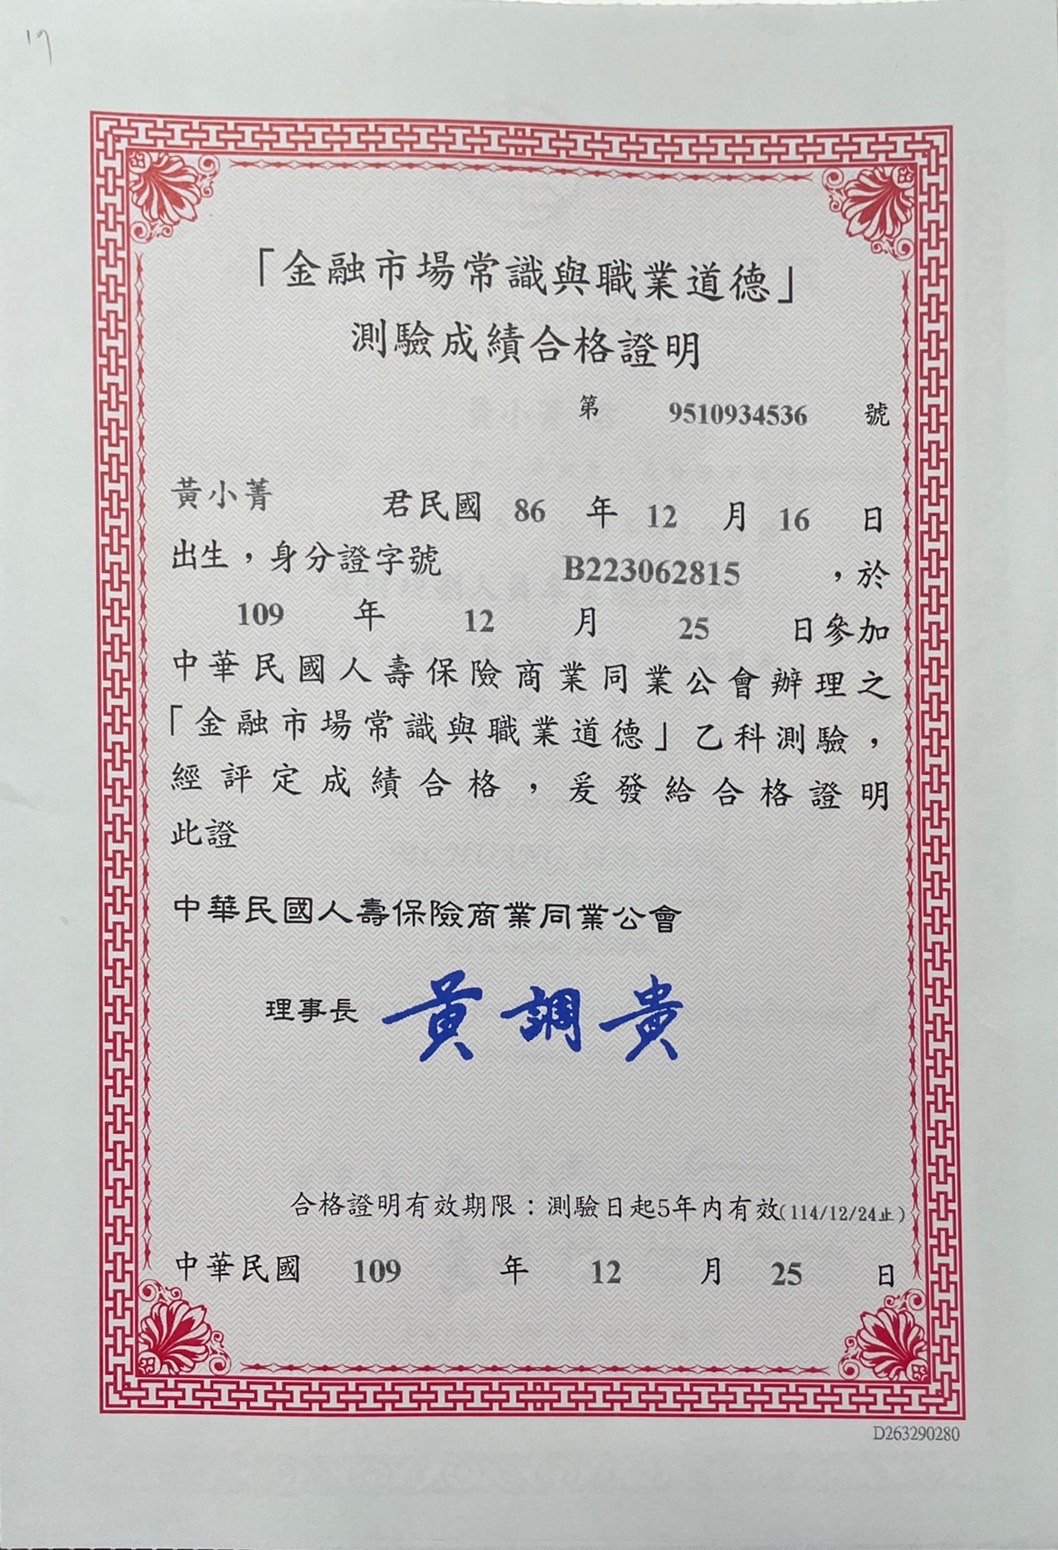 17
「金融市場常識與職業道德」
測驗成績合格證明
第 9510934536 號
黃小菁 君民國 86 年 12 月 16 日
出生，身分證字號 B223062815 ，於
109 年 12 月 25 日參加
中華民國人壽保險商業同業公會辦理之
「金融市場常識與職業道德」乙科測驗，
經評定成績合格，爰發給合格證明
此證
中華民國人壽保險商業同業公會
理事長 黃調貴
合格證明有效期限：測驗日起5年內有效(114/12/24止)
中華民國 109 年 12 月 25 日
D263290280